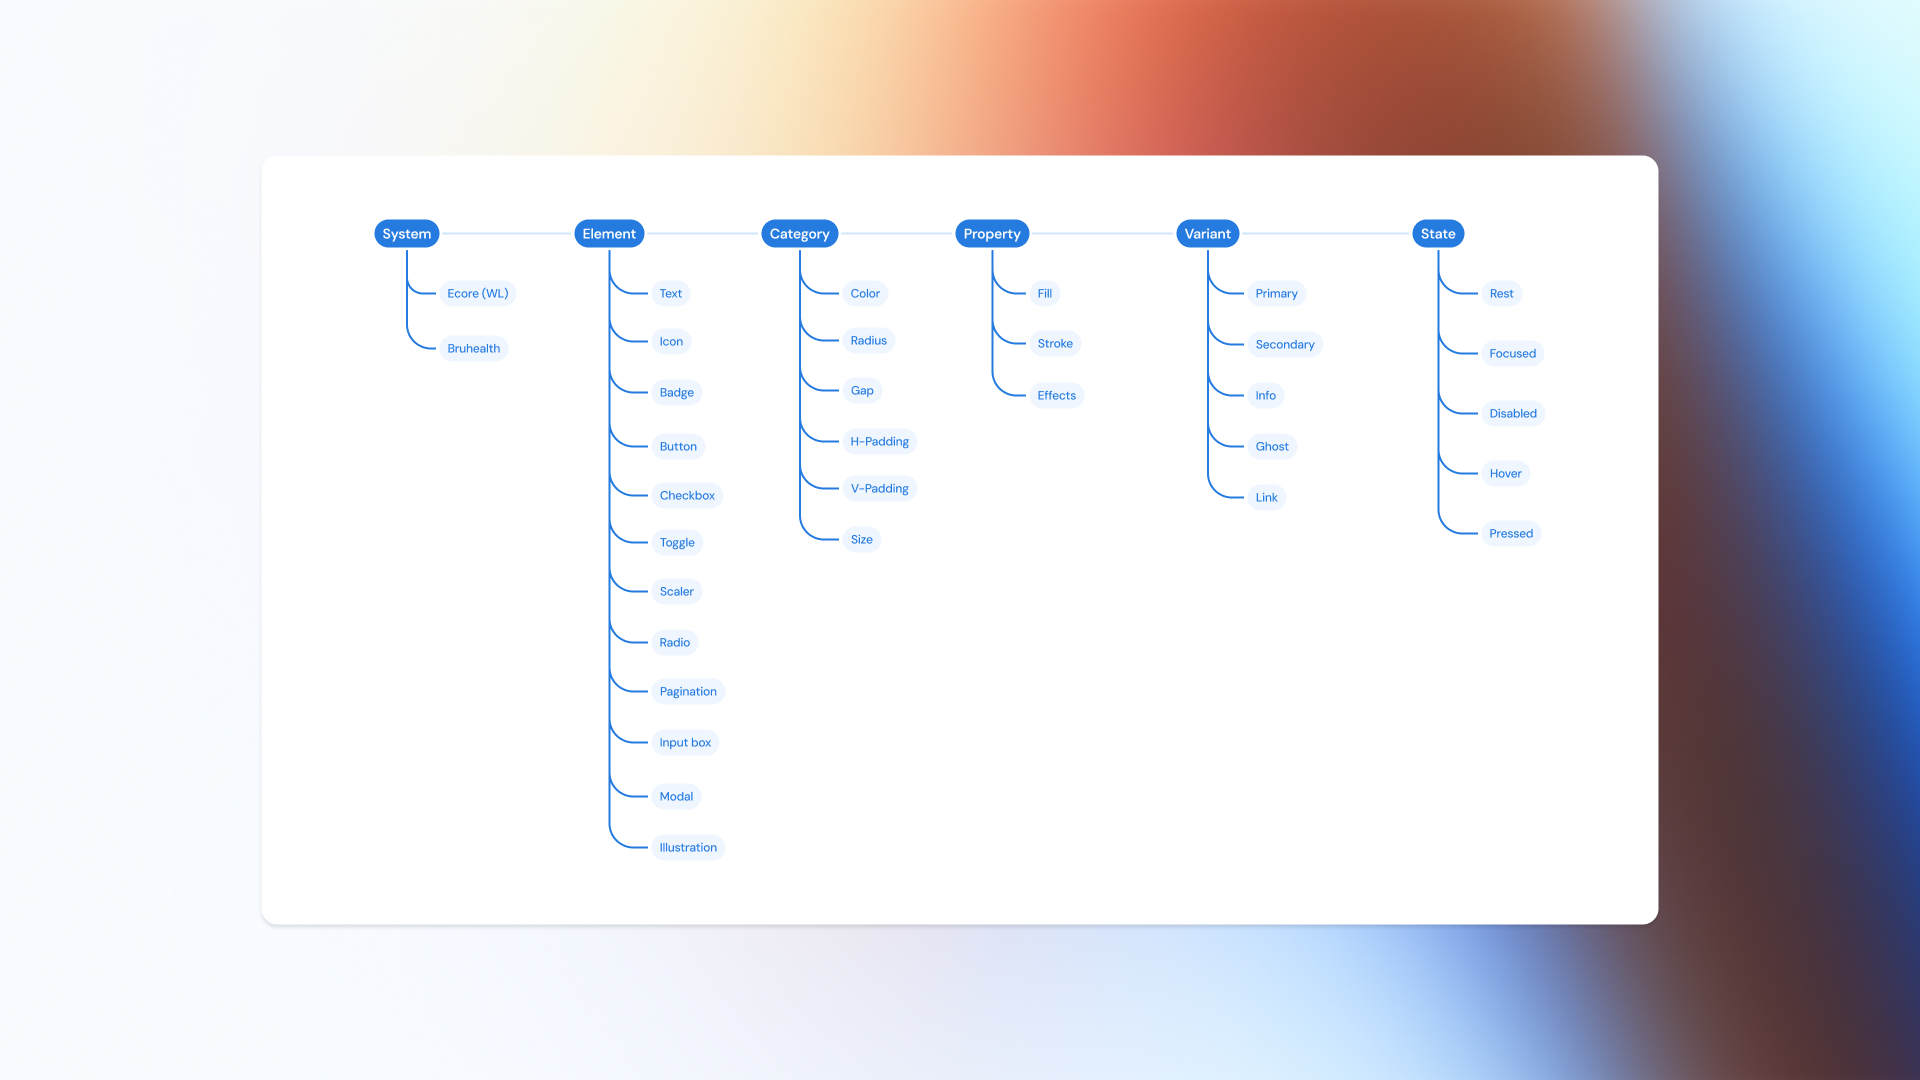 System
Ecore (WL)
Bruhealth
Element
Text
Icon
Badge
Button
Checkbox
Toggle
Scaler
Radio
Pagination
Input box
Modal
Illustration
Category
Color
Radius
Gap
H-Padding
V-Padding
Size
Property
Fill
Stroke
Effects
Variant
Primary
Secondary
Info
Ghost
Link
State
Rest
Focused
Disabled
Hover
Pressed